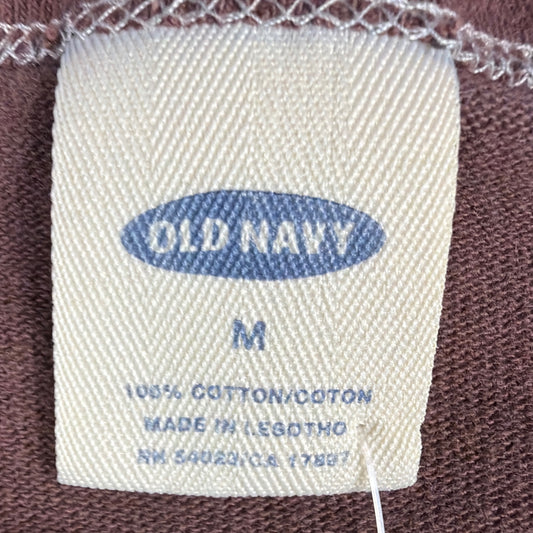 OLD NAVY
M
100% COTTON/COTON
MADE IN LESOTHO
RN 54023/CA 17897